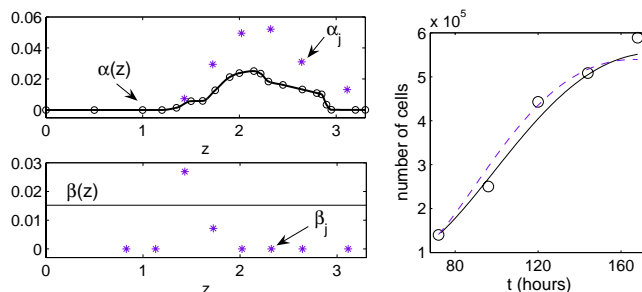 0.06
0.04
0.02
0
α(z)
α_j
0 1 2 3
z
0.03
0.02
0.01
0
β(z)
β_j
0 1 2 3
z
x 10^5
6
5
4
3
2
1
number of cells
80 120 160
t (hours)